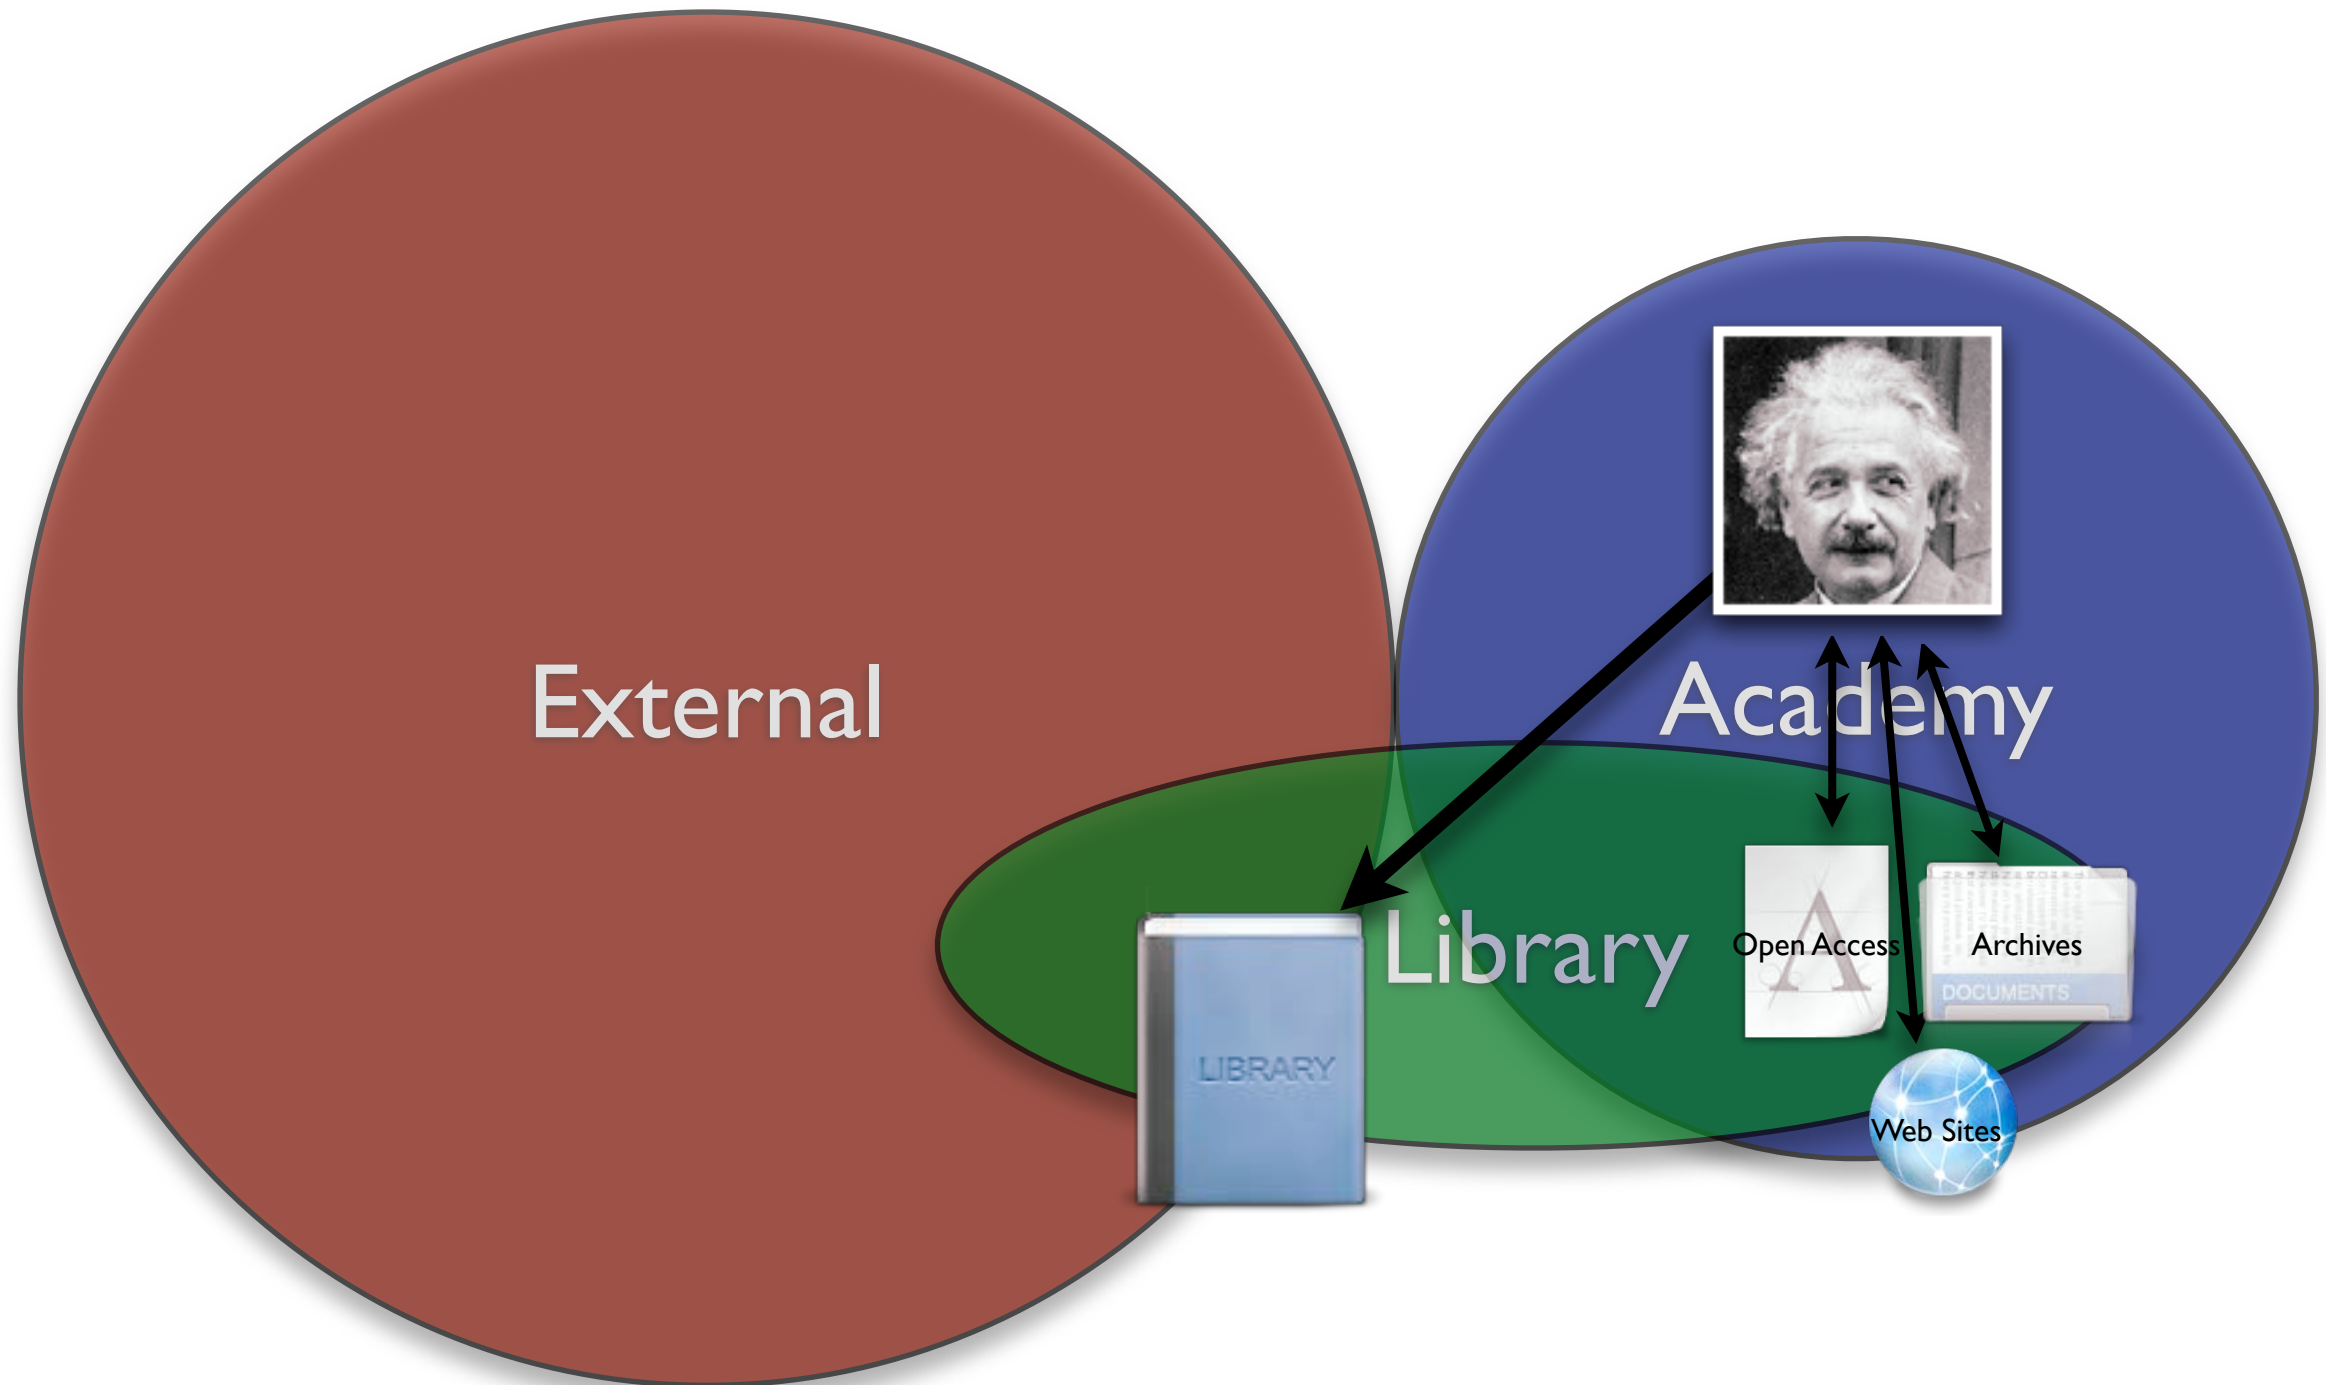 External
Academy
Library
Open Access
Archives
DOCUMENTS
LIBRARY
Web Sites